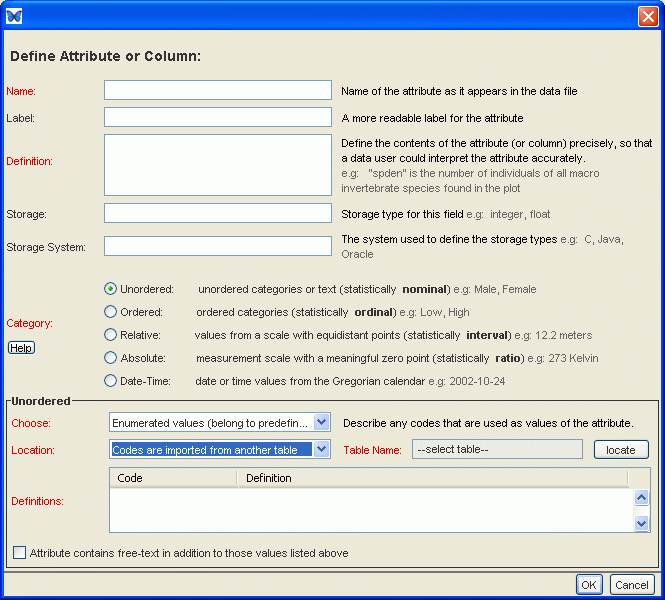 Define Attribute or Column:
Name: Name of the attribute as it appears in the data file
Label: A more readable label for the attribute
Definition: Define the contents of the attribute (or column) precisely, so that
a data user could interpret the attribute accurately.
e.g: "spden" is the number of individuals of all macro
invertebrate species found in the plot
Storage: Storage type for this field e.g: integer, float
Storage System: The system used to define the storage types e.g: C, Java,
Oracle
Category:
Help
Unordered: unordered categories or text (statistically nominal) e.g: Male, Female
Ordered: ordered categories (statistically ordinal) e.g: Low, High
Relative: values from a scale with equidistant points (statistically interval) e.g: 12.2 meters
Absolute: measurement scale with a meaningful zero point (statistically ratio) e.g: 273 Kelvin
Date-Time: date or time values from the Gregorian calendar e.g: 2002-10-24
Unordered
Choose: Enumerated values (belong to predefin... Describe any codes that are used as values of the attribute.
Location: Codes are imported from another table Table Name: --select table-- locate
Code Definition
Definitions:
Attribute contains free-text in addition to those values listed above
OK Cancel